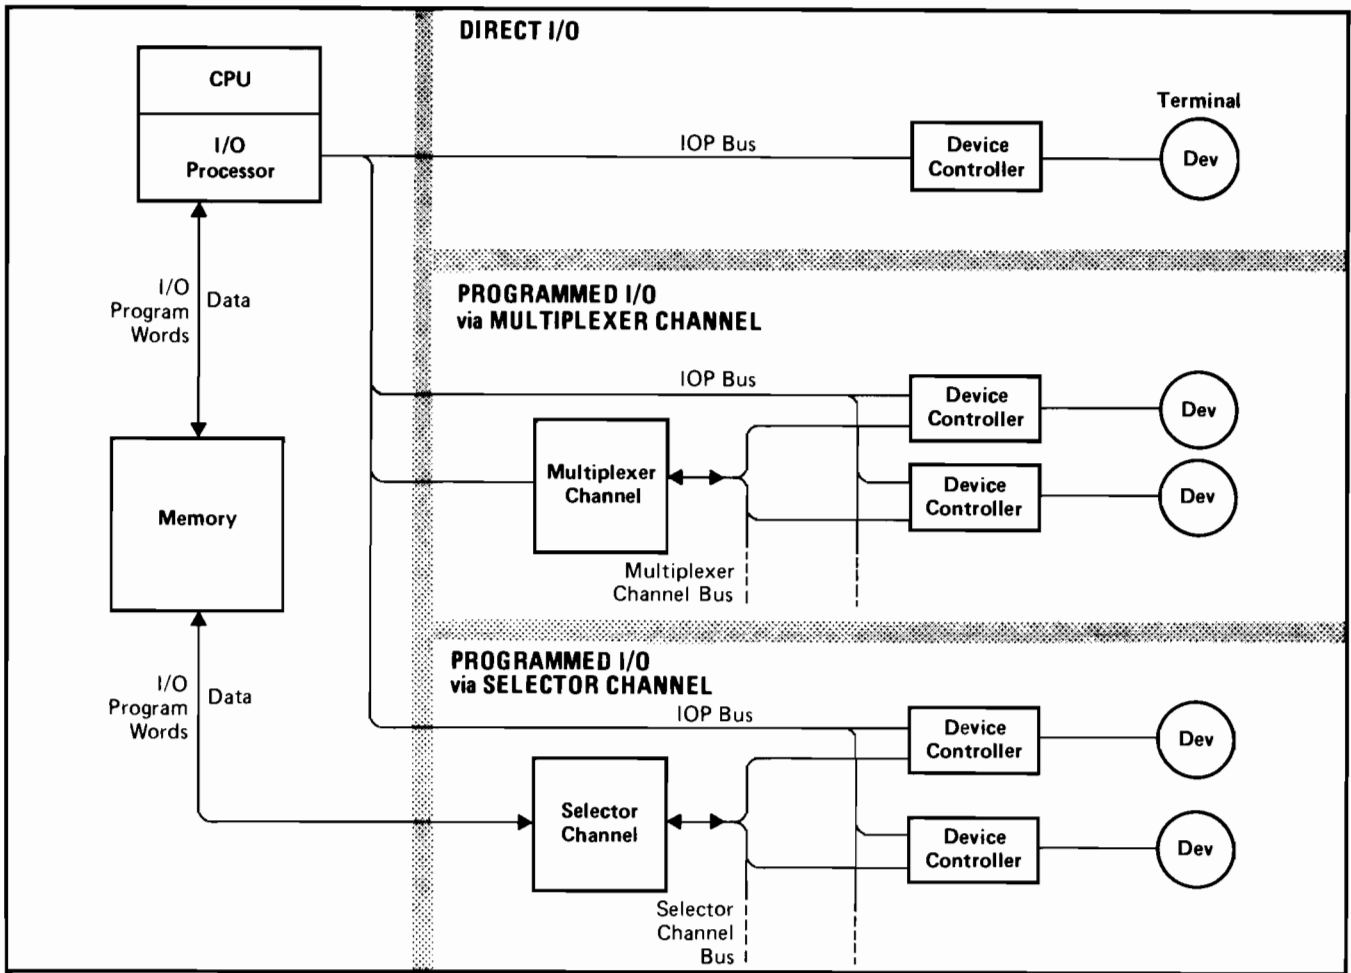 DIRECT I/O
CPU
I/O
Processor
IOP Bus
Device
Controller
Terminal
Dev
I/O
Program
Words
Data
PROGRAMMED I/O
via MULTIPLEXER CHANNEL
IOP Bus
Device
Controller
Dev
Multiplexer
Channel
Device
Controller
Dev
Memory
Multiplexer
Channel Bus
PROGRAMMED I/O
via SELECTOR CHANNEL
I/O
Program
Words
Data
IOP Bus
Device
Controller
Dev
Selector
Channel
Device
Controller
Dev
Selector
Channel
Bus